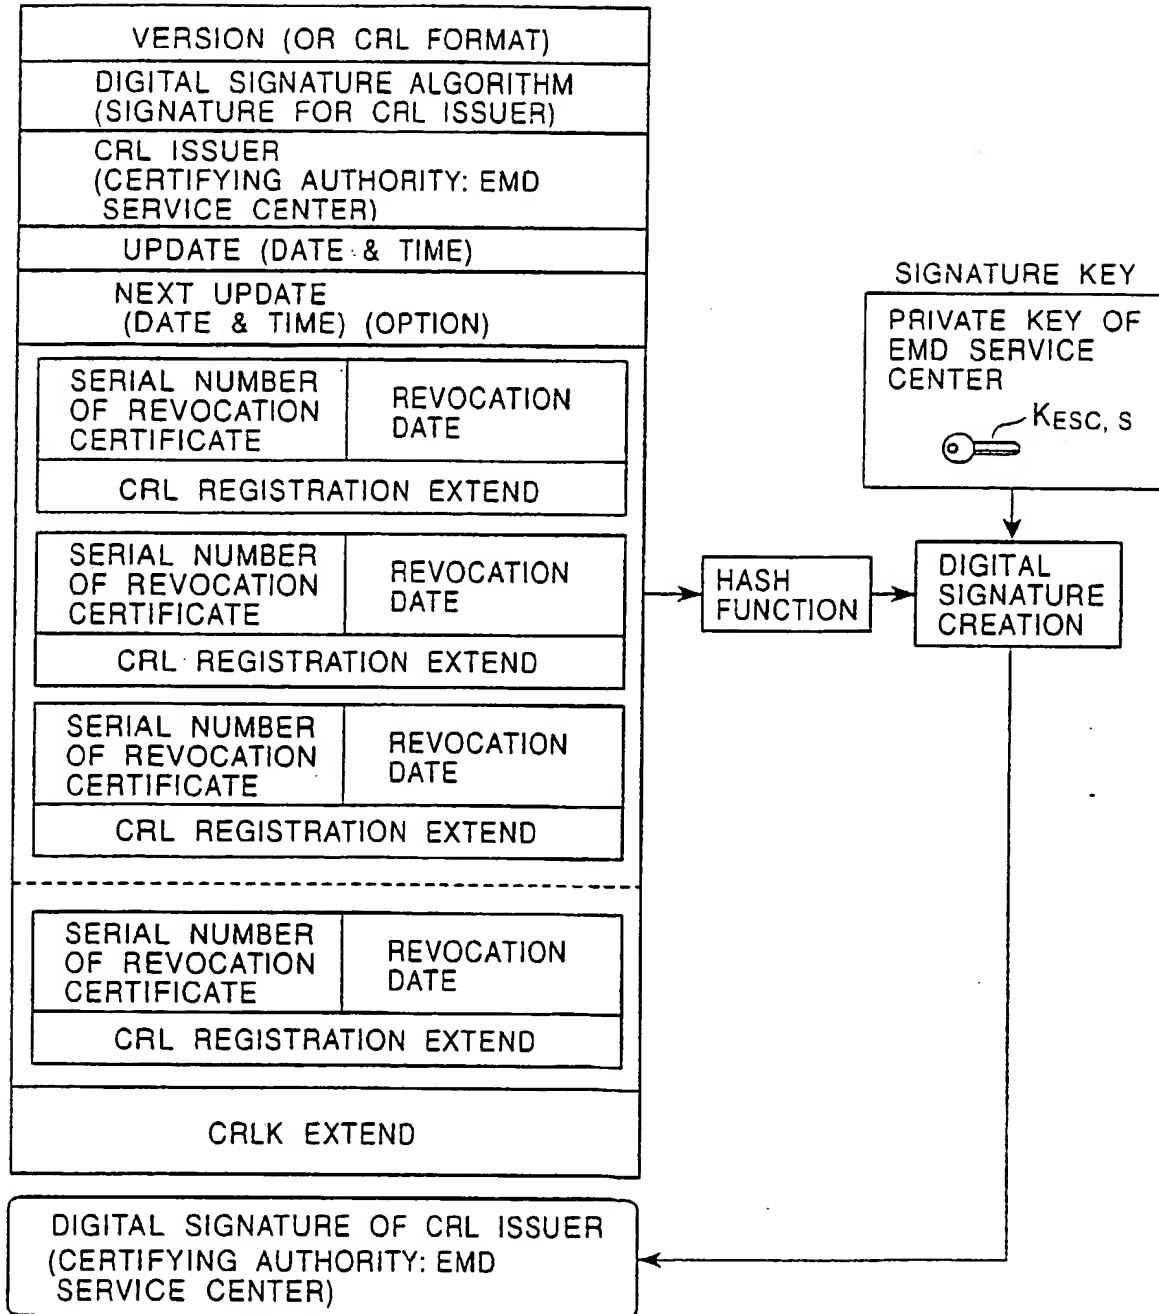 VERSION (OR CRL FORMAT)
DIGITAL SIGNATURE ALGORITHM
(SIGNATURE FOR CRL ISSUER)
CRL ISSUER
(CERTIFYING AUTHORITY: EMD
SERVICE CENTER)
UPDATE (DATE & TIME)
NEXT UPDATE
(DATE & TIME) (OPTION)
SERIAL NUMBER
OF REVOCATION
CERTIFICATE
REVOCATION
DATE
CRL REGISTRATION EXTEND
SERIAL NUMBER
OF REVOCATION
CERTIFICATE
REVOCATION
DATE
CRL REGISTRATION EXTEND
SERIAL NUMBER
OF REVOCATION
CERTIFICATE
REVOCATION
DATE
CRL REGISTRATION EXTEND
SERIAL NUMBER
OF REVOCATION
CERTIFICATE
REVOCATION
DATE
CRL REGISTRATION EXTEND
CRLK EXTEND
DIGITAL SIGNATURE OF CRL ISSUER
(CERTIFYING AUTHORITY: EMD
SERVICE CENTER)
HASH
FUNCTION
SIGNATURE KEY
PRIVATE KEY OF
EMD SERVICE
CENTER
KESC, S
DIGITAL
SIGNATURE
CREATION